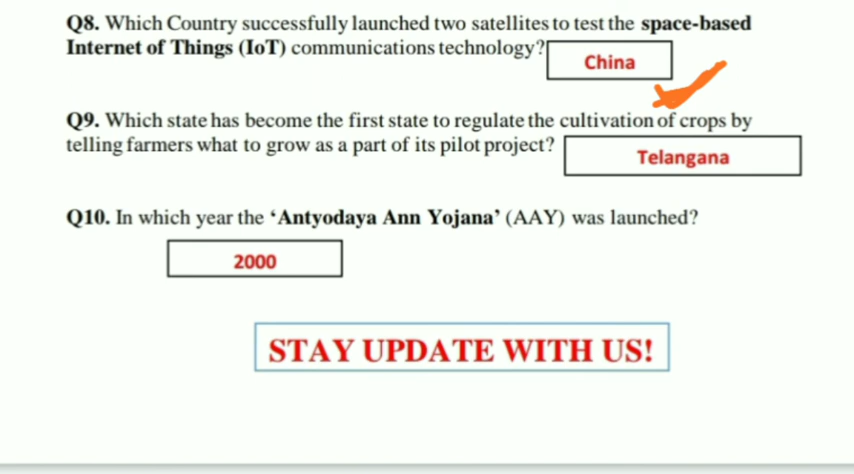 Q8. Which Country successfully launched two satellites to test the space-based
Internet of Things (IoT) communications technology?
China
Q9. Which state has become the first state to regulate the cultivation of crops by
telling farmers what to grow as a part of its pilot project?
Telangana
Q10. In which year the ‘Antyodaya Ann Yojana’ (AAY) was launched?
2000
STAY UPDATE WITH US!